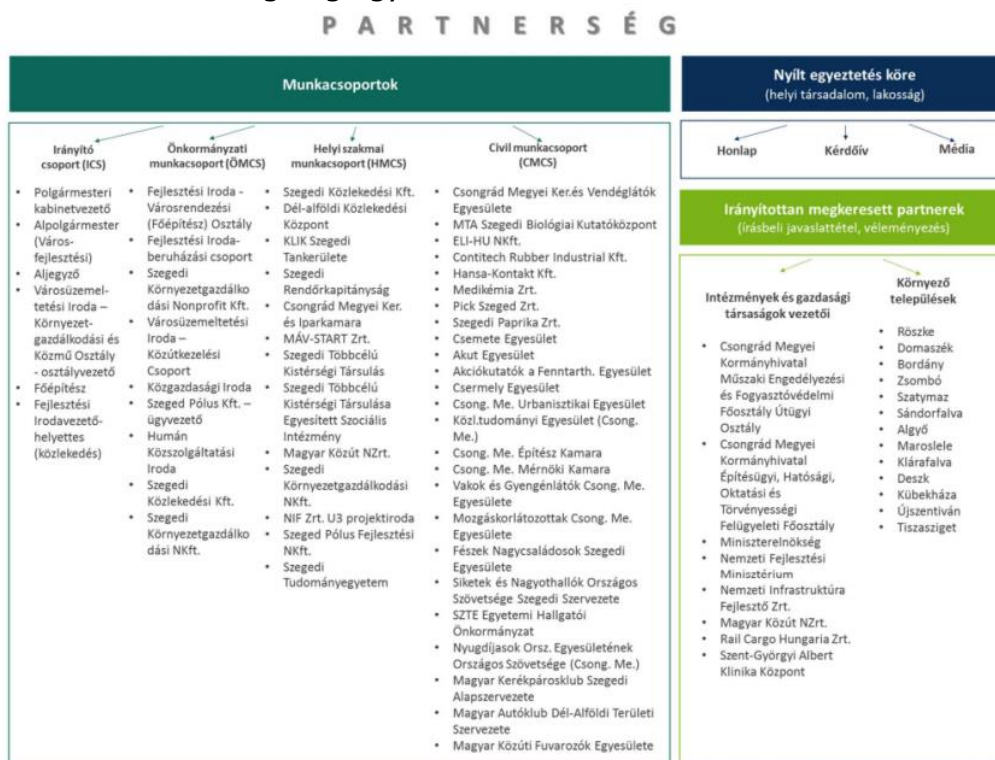 P A R T N E R S É G
Munkacsoportok
Irányító
csoport (ICS)
• Polgármesteri
kabinetvezető
• Alpolgármester
(Város-
fejlesztési)
• Aljegyző
• Városüzemel-
tetési Iroda –
Környezet-
gazdálkodási és
Közmű Osztály
- osztályvezető
• Főépítész
• Fejlesztési
Irodavezető-
helyettes
(közlekedés)
Önkormányzati
munkacsoport (ÖMCS)
• Fejlesztési Iroda -
Városrendezési
(Főépítész) Osztály
• Fejlesztési Iroda-
beruházási csoport
• Szegedi
Környezetgazdálko
dási Nonprofit Kft.
• Városüzemeltetési
Iroda –
Közútkezelési
Csoport
• Közgazdasági Iroda
• Szeged Pólus Kft. –
ügyvezető
• Humán
Közszolgáltatási
Iroda
• Szegedi
Közlekedési Kft.
• Szegedi
Környezetgazdálko
dási NKft.
Helyi szakmai
munkacsoport (HMCS)
• Szegedi Közlekedési Kft.
• Dél-alföldi Közlekedési
Központ
• KLIK Szegedi
Tankerülete
• Szegedi
Rendőrkapitányság
• Csongrád Megyei Ker.
és Iparkamara
• MÁV-START Zrt.
• Szegedi Többcélú
Kistérségi Társulás
• Szegedi Többcélú
Kistérségi Társulása
Egyesített Szociális
Intézmény
• Magyar Közút NZrt.
• Szegedi
Környezetgazdálkodási
NKft.
• NIF Zrt. U3 projektiroda
• Szeged Pólus Fejlesztési
NKft.
• Szegedi
Tudományegyetem
Civil munkacsoport
(CMCS)
• Csongrád Megyei Ker.és Vendéglátók
Egyesülete
• MTA Szegedi Biológiai Kutatóközpont
• ELI-HU NKft.
• Contitech Rubber Industrial Kft.
• Hansa-Kontakt Kft.
• Medikémia Zrt.
• Pick Szeged Zrt.
• Szegedi Paprika Zrt.
• Csemete Egyesület
• Akut Egyesület
• Akciókutatók a Fenntarth. Egyesület
• Csermely Egyesület
• Csong. Me. Urbanisztikai Egyesület
• Közl.tudományi Egyesület (Csong.
Me.)
• Csong. Me. Építész Kamara
• Csong. Me. Mérnöki Kamara
• Vakok és Gyengénlátók Csong. Me.
Egyesülete
• Mozgáskorlátozottak Csong. Me.
Egyesülete
• Fészek Nagycsaládosok Szegedi
Egyesülete
• Siketek és Nagyothallók Országos
Szövetsége Szegedi Szervezete
• SZTE Egyetemi Hallgatói
Önkormányzat
• Nyugdíjasok Orsz. Egyesületének
Országos Szövetsége (Csong. Me.)
• Magyar Kerékpárosklub Szegedi
Alapszervezete
• Magyar Autóklub Dél-Alföldi Területi
Szervezete
• Magyar Közúti Fuvarozók Egyesülete
Nyílt egyeztetés köre
(helyi társadalom, lakosság)
Honlap
Kérdőív
Média
Irányítottan megkeresett partnerek
(írásbeli javaslattétel, véleményezés)
Intézmények és gazdasági
társaságok vezetői
• Csongrád Megyei
Kormányhivatal
Műszaki Engedélyezési
és Fogyasztóvédelmi
Főosztály Útügyi
Osztály
• Csongrád Megyei
Kormányhivatal
Építésügyi, Hatósági,
Oktatási és
Törvényességi
Felügyeleti Főosztály
• Miniszterelnökség
• Nemzeti Fejlesztési
Minisztérium
• Nemzeti Infrastruktúra
Fejlesztő Zrt.
• Magyar Közút NZrt.
• Rail Cargo Hungaria Zrt.
• Szent-Györgyi Albert
Klinika Központ
Környező
települések
• Röszke
• Domaszék
• Bordány
• Zsombó
• Szatymaz
• Sándorfalva
• Algyő
• Maroslele
• Klárafalva
• Deszk
• Kübekháza
• Újszentiván
• Tiszasziget